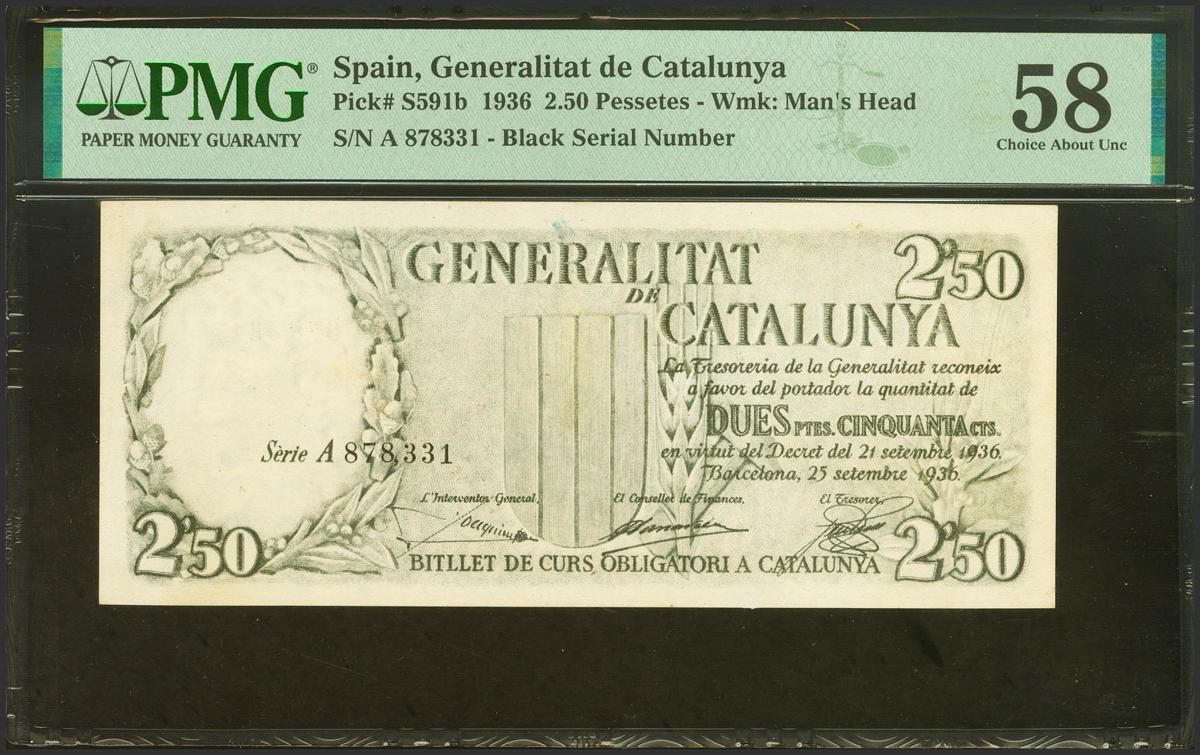 PMG®
PAPER MONEY GUARANTY
Spain, Generalitat de Catalunya
Pick# S591b 1936 2.50 Pessetes - Wmk: Man's Head
S/N A 878331 - Black Serial Number
58
Choice About Unc
GENERALITAT
DE
CATALUNYA
2'50
La Tresoreria de la Generalitat reconeix
a favor del portador la quantitat de
DUES PTES. CINQUANTA CTS.
en virtut del Decret del 21 setembre 1936.
Barcelona, 25 setembre 1936.
Sèrie A 878,331
L'Interventor General,
El Conseller de Finances,
El Tresorer,
2'50
BITLLET DE CURS OBLIGATORI A CATALUNYA
2'50